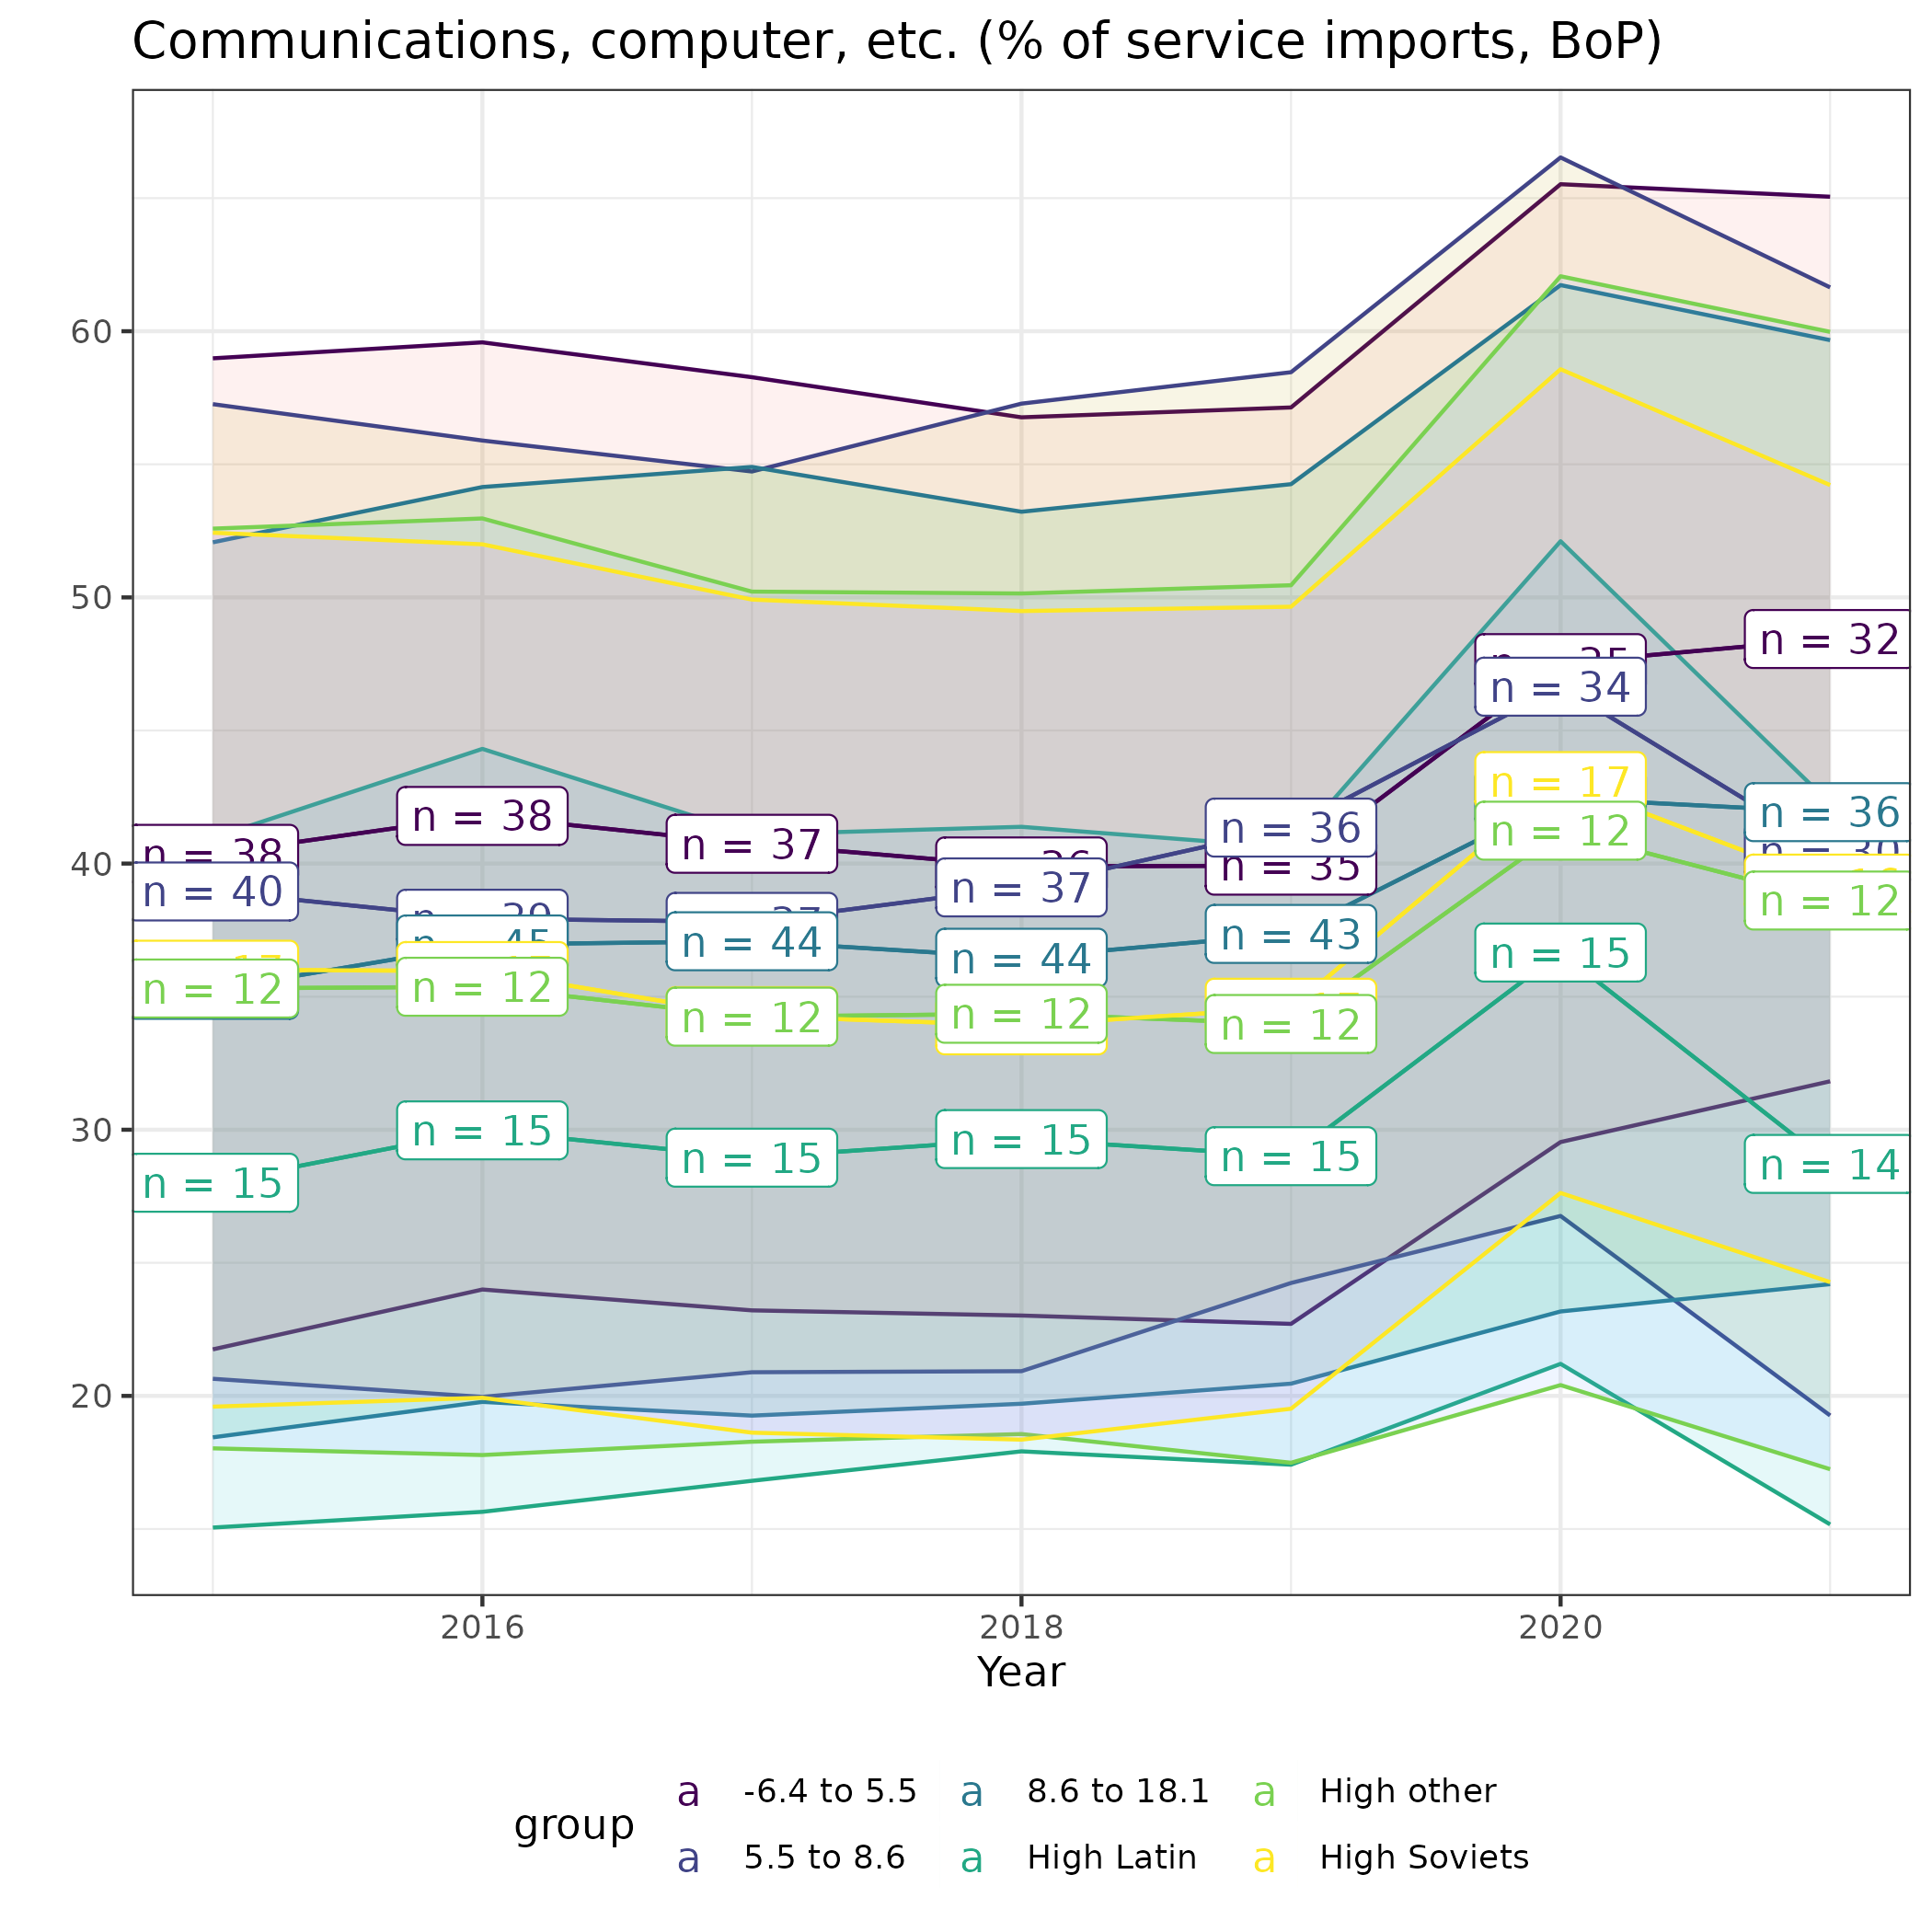 Communications, computer, etc. (% of service imports, BoP)
60
50
40
30
20
n = 32
n = 34
n = 17
n = 38
n = 36
n = 36
n = 12
n = 37
n = 38
n = 35
n = 37
n = 40
n = 12
n = 43
n = 44
n = 44
n = 15
n = 12
n = 12
n = 12
n = 12
n = 12
n = 15
n = 15
n = 15
n = 15
n = 14
n = 15
2016
2018
2020
Year
group
a -6.4 to 5.5 a 8.6 to 18.1 a High other
a 5.5 to 8.6 a High Latin a High Soviets